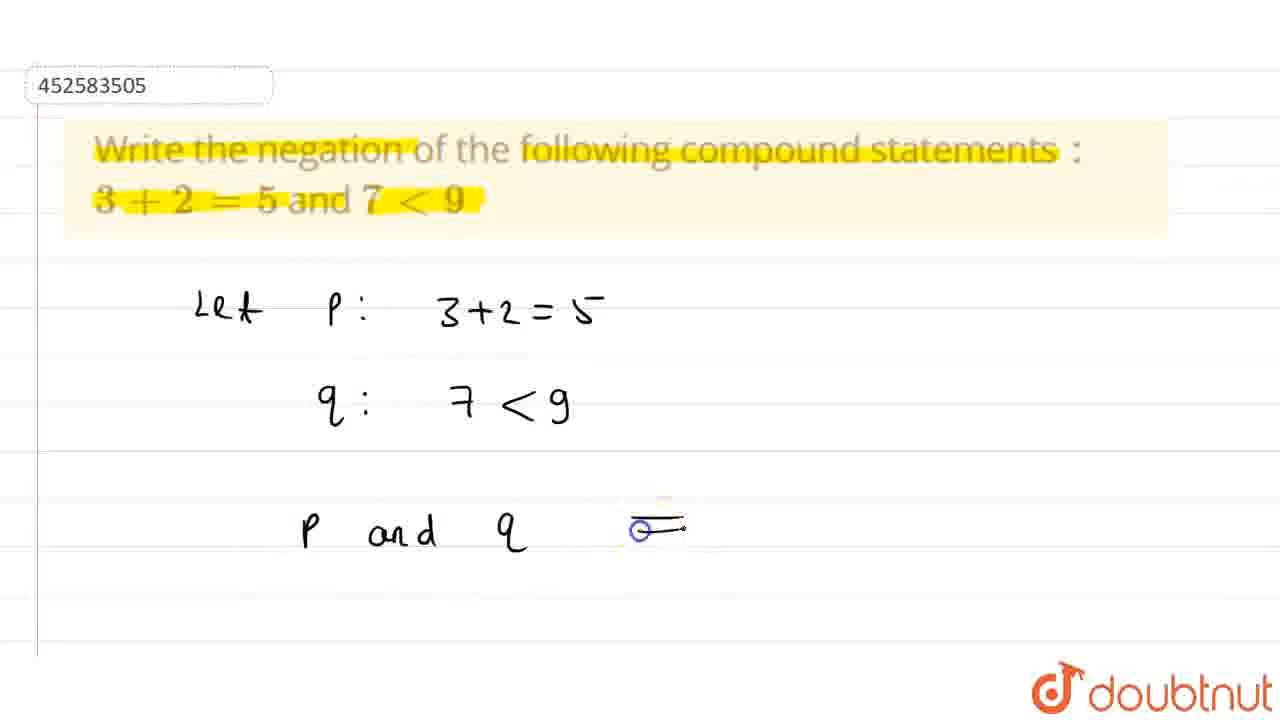 452583505
Write the negation of the following compound statements :
3 + 2 = 5 and 7 < 9
Let p : 3+2 = 5
q : 7 < 9
p and q =
doubtnut